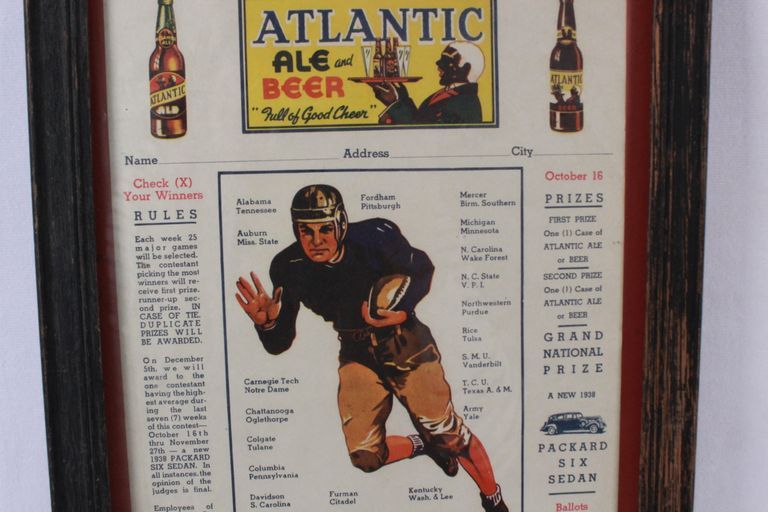 ATLANTIC
ALE and
BEER
"Full of Good Cheer"
ATLANTIC
ALE
ATLANTIC
BEER
Name Address City
Check (X)
Your Winners
RULES
Each week 25
major games
will be selected.
The contestant
picking the most
winners will re-
ceive first prize,
runner-up sec-
ond prize. IN
CASE OF TIE,
DUPLICATE
PRIZES WILL
BE AWARDED.
On December
5th, we will
award to the
one contestant
having the high-
est average dur-
ing the last
seven (7) weeks
of this contest—
October 16th
thru November
27th — a new
1938 PACKARD
SIX SEDAN. In
all instances, the
opinion of the
judges is final.
Employees of
Alabama
Tennessee
Auburn
Miss. State
Fordham
Pittsburgh
Mercer
Birm. Southern
Michigan
Minnesota
N. Carolina
Wake Forest
N. C. State
V. P. I.
Northwestern
Purdue
Rice
Tulsa
S. M. U.
Vanderbilt
T. C. U.
Texas A. & M.
Army
Yale
Carnegie Tech
Notre Dame
Chattanooga
Oglethorpe
Colgate
Tulane
Columbia
Pennsylvania
Davidson
S. Carolina
Furman
Citadel
Kentucky
Wash. & Lee
October 16
PRIZES
FIRST PRIZE
One (1) Case of
ATLANTIC ALE
or BEER
SECOND PRIZE
One (1) Case of
ATLANTIC ALE
or BEER
GRAND
NATIONAL
PRIZE
A NEW 1938
PACKARD
SIX
SEDAN
Ballots